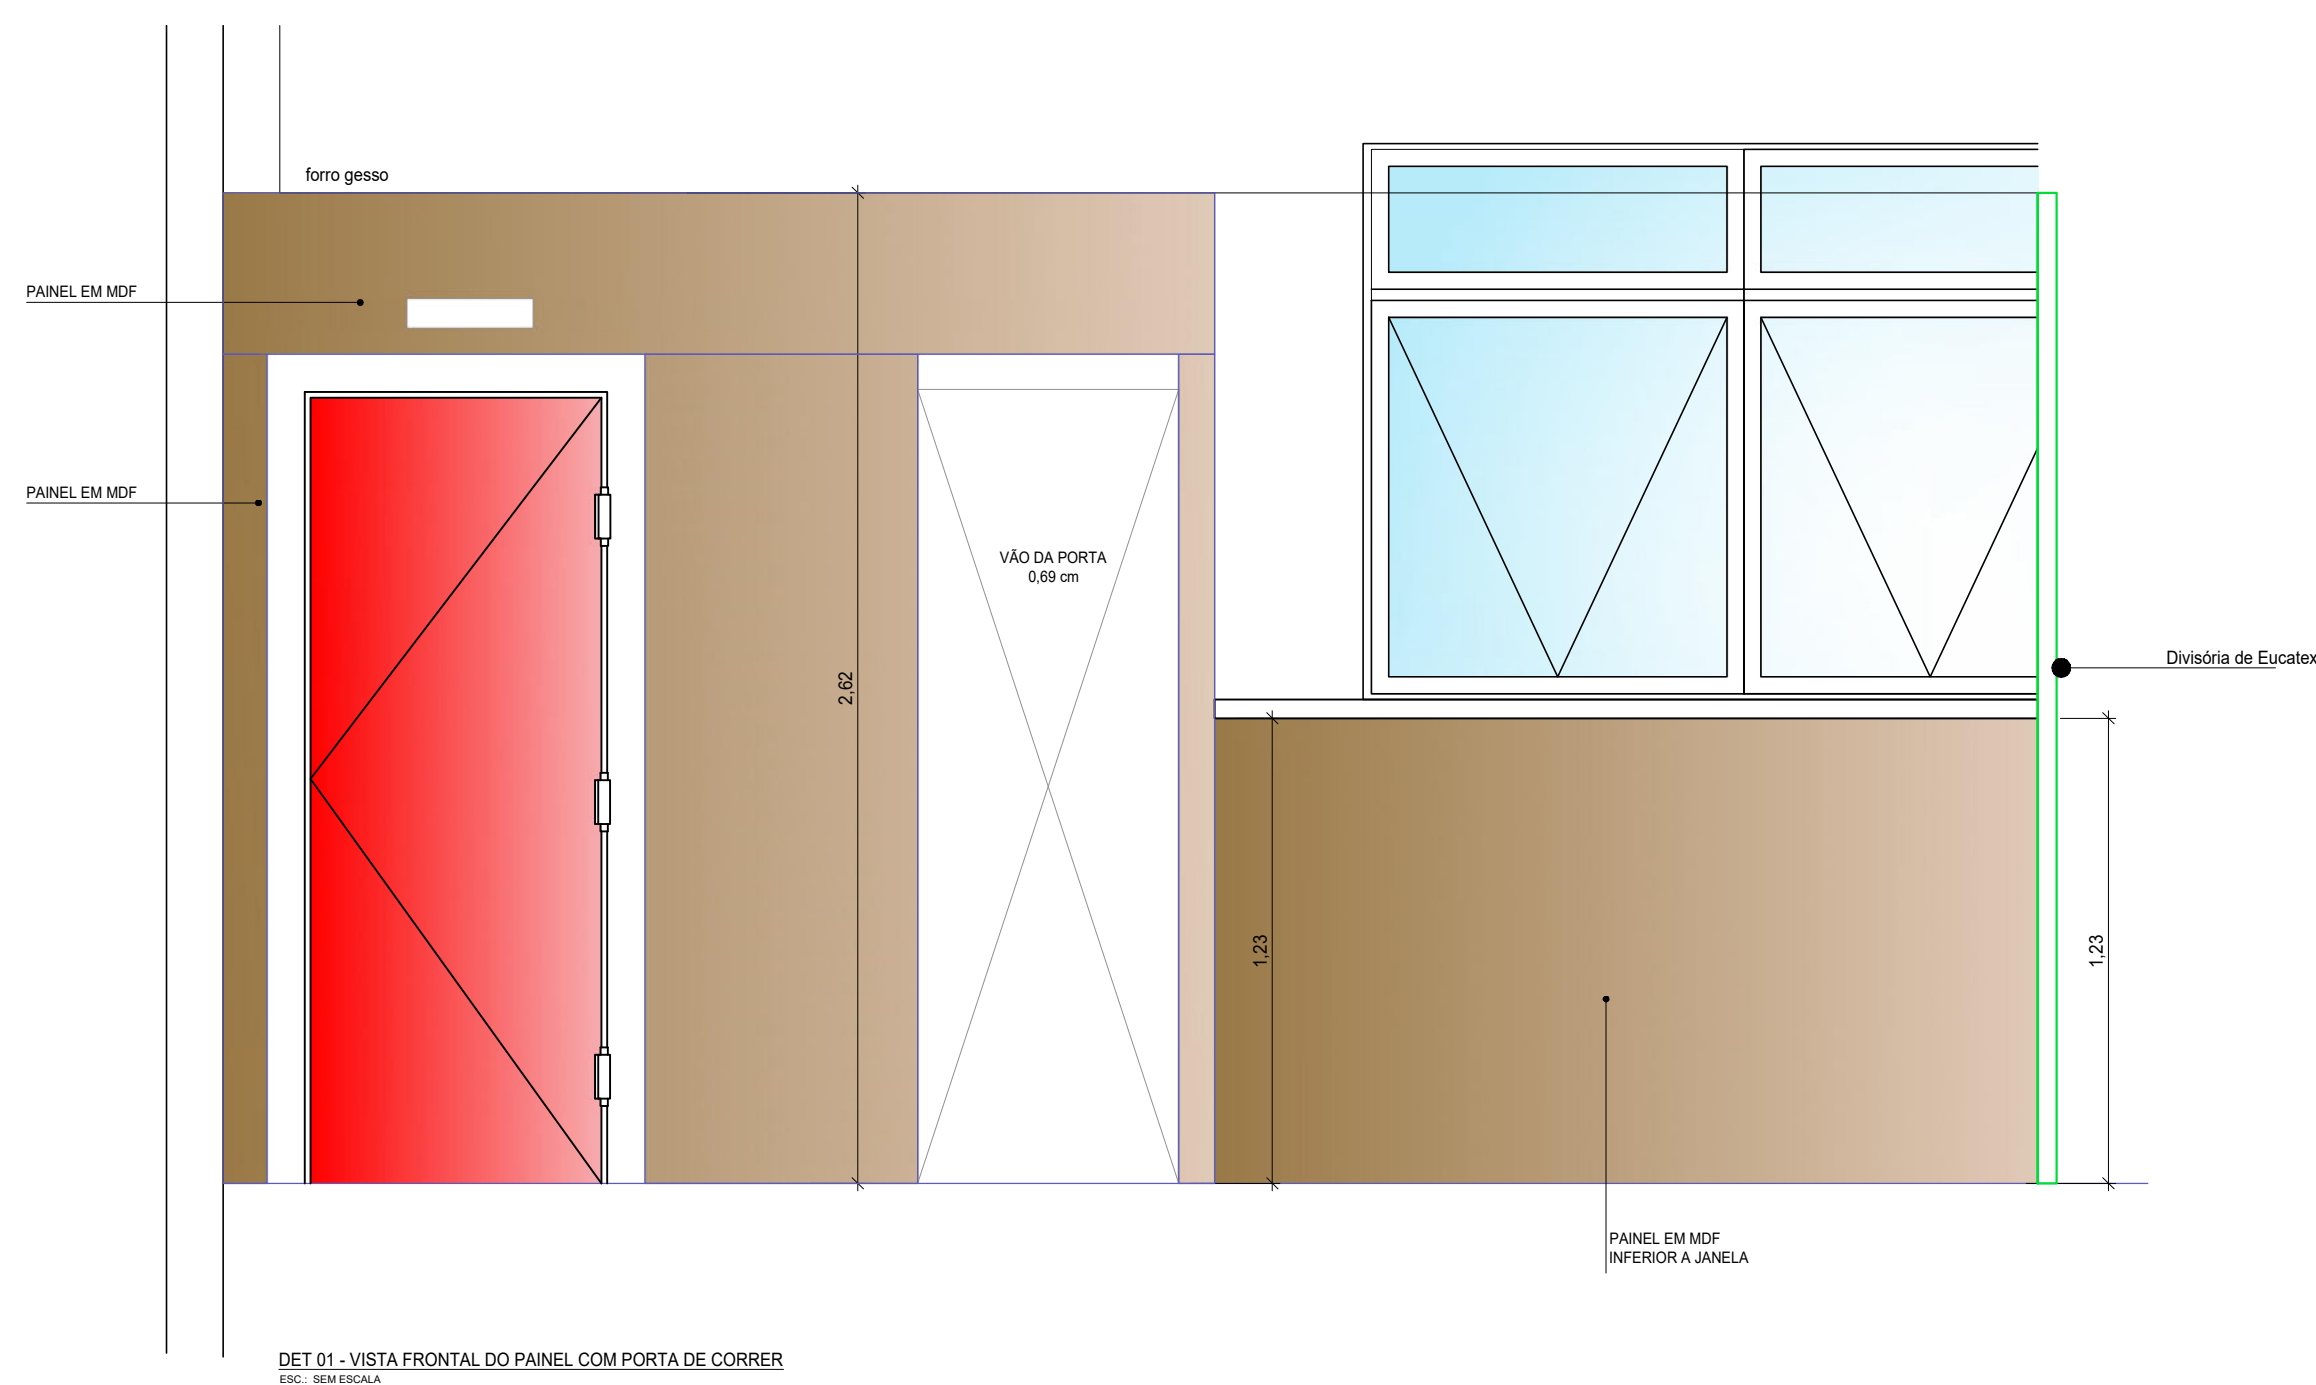 forro gesso
PAINEL EM MDF
PAINEL EM MDF
VÃO DA PORTA
0,69 cm
2,62
Divisória de Eucatex
1,23
1,23
PAINEL EM MDF
INFERIOR A JANELA
DET 01 - VISTA FRONTAL DO PAINEL COM PORTA DE CORRER
ESC.: SEM ESCALA